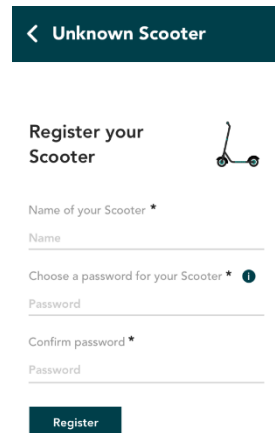 Unknown Scooter
Register your
Scooter
Name of your Scooter *
Name
Choose a password for your Scooter * i
Password
Confirm password *
Password
Register